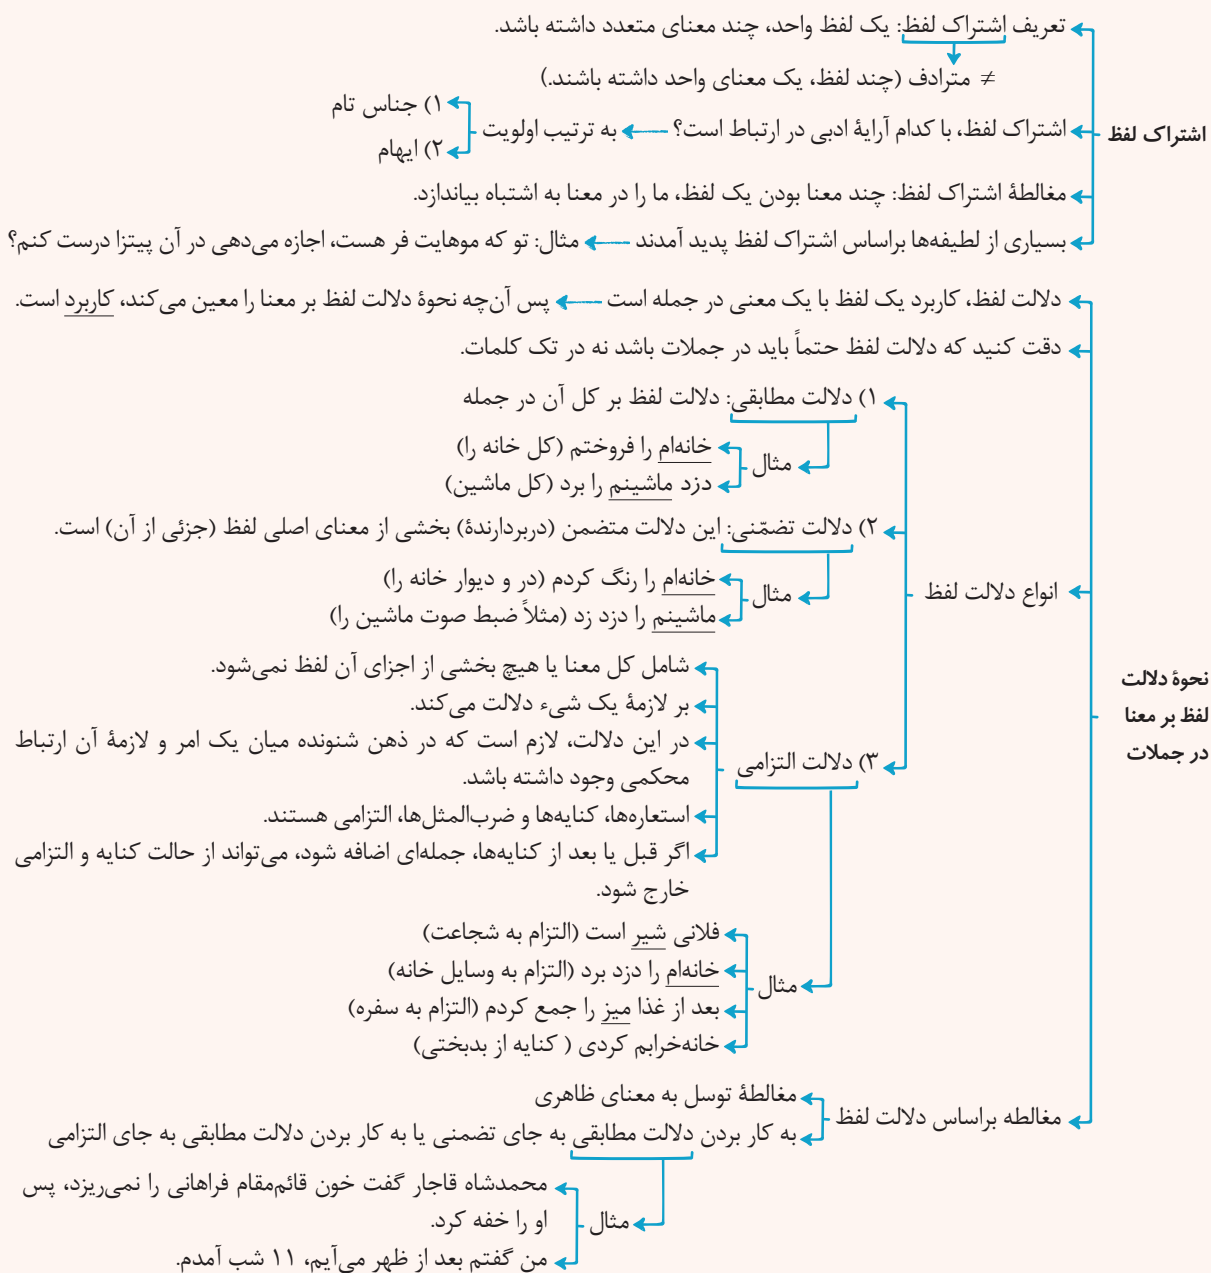 تعریف اشتراک لفظ: یک لفظ واحد، چند معنای متعدد داشته باشد.
≠ مترادف (چند لفظ، یک معنای واحد داشته باشند.)
۱) جناس تام
اشتراک لفظ
اشتراک لفظ، با کدام آرایۀ ادبی در ارتباط است؟ به ترتیب اولویت
۲) ایهام
مغالطۀ اشتراک لفظ: چند معنا بودن یک لفظ، ما را در معنا به اشتباه بیاندازد.
بسیاری از لطیفه‌ها براساس اشتراک لفظ پدید آمدند مثال: تو که موهایت فر هست، اجازه می‌دهی در آن پیتزا درست کنم؟
دلالت لفظ، کاربرد یک لفظ با یک معنی در جمله است پس آن‌چه نحوۀ دلالت لفظ بر معنا را معین می‌کند، کاربرد است.
دقت کنید که دلالت لفظ حتماً باید در جملات باشد نه در تک کلمات.
۱) دلالت مطابقی: دلالت لفظ بر کل آن در جمله
خانه‌ام را فروختم (کل خانه را)
مثال
دزد ماشینم را برد (کل ماشین)
۲) دلالت تضمّنی: این دلالت متضمن (دربردارندۀ) بخشی از معنای اصلی لفظ (جزئی از آن) است.
خانه‌ام را رنگ کردم (در و دیوار خانه را)
انواع دلالت لفظ
مثال
ماشینم را دزد زد (مثلاً ضبط صوت ماشین را)
شامل کل معنا یا هیچ بخشی از اجزای آن لفظ نمی‌شود.
نحوۀ دلالت
لفظ بر معنا
در جملات
بر لازمۀ یک شیء دلالت می‌کند.
۳) دلالت التزامی
در این دلالت، لازم است که در ذهن شنونده میان یک امر و لازمۀ آن ارتباط
محکمی وجود داشته باشد.
استعاره‌ها، کنایه‌ها و ضرب‌المثل‌ها، التزامی هستند.
اگر قبل یا بعد از کنایه‌ها، جمله‌ای اضافه شود، می‌تواند از حالت کنایه و التزامی
خارج شود.
فلانی شیر است (التزام به شجاعت)
خانه‌ام را دزد برد (التزام به وسایل خانه)
مثال
بعد از غذا میز را جمع کردم (التزام به سفره)
خانه‌خرابم کردی ( کنایه از بدبختی)
مغالطۀ توسل به معنای ظاهری
مغالطه براساس دلالت لفظ
به کار بردن دلالت مطابقی به جای تضمنی یا به کار بردن دلالت مطابقی به جای التزامی
محمدشاه قاجار گفت خون قائم‌مقام فراهانی را نمی‌ریزد، پس
او را خفه کرد.
مثال
من گفتم بعد از ظهر می‌آیم، ۱۱ شب آمدم.